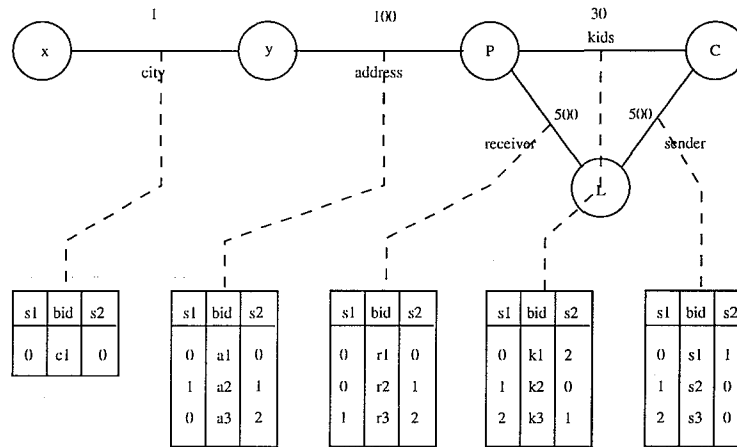 1 100 30
kids
x y P C
city address
500 500
receivor sender
L
s1 bid s2 s1 bid s2 s1 bid s2 s1 bid s2 s1 bid s2
0 c1 0 0 a1 0 0 r1 0 0 k1 2 0 s1 1
1 a2 1 0 r2 1 1 k2 0 1 s2 0
0 a3 2 1 r3 2 2 k3 1 2 s3 0